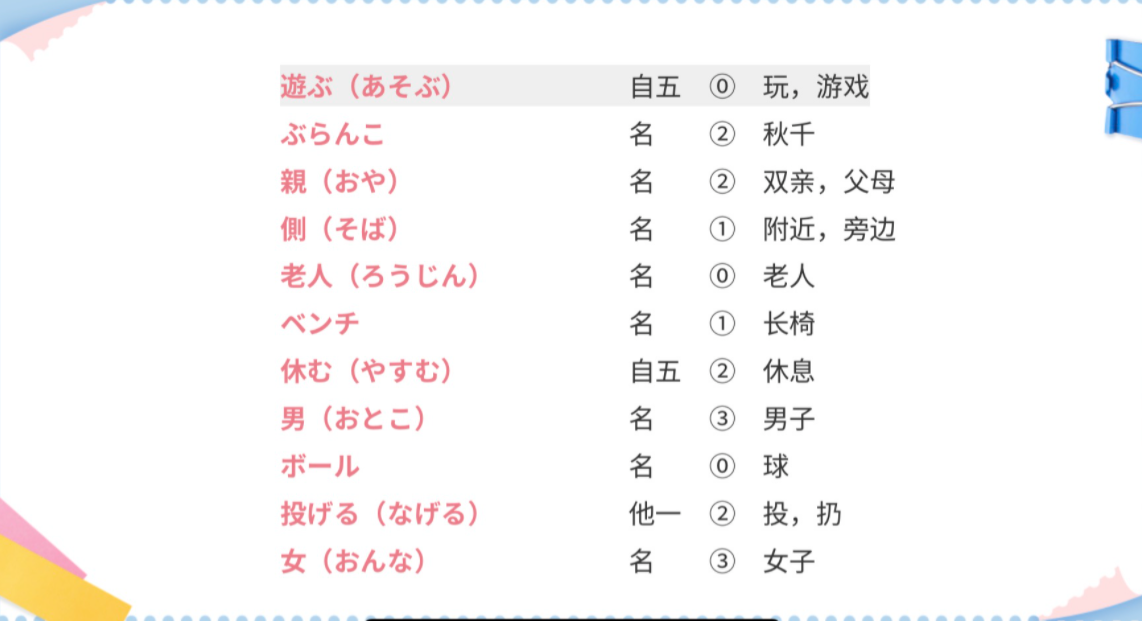 遊ぶ（あそぶ） 自五 ⓪ 玩，游戏
ぶらんこ 名 ② 秋千
親（おや） 名 ② 双亲，父母
側（そば） 名 ① 附近，旁边
老人（ろうじん） 名 ⓪ 老人
ベンチ 名 ① 长椅
休む（やすむ） 自五 ② 休息
男（おとこ） 名 ③ 男子
ボール 名 ⓪ 球
投げる（なげる） 他一 ② 投，扔
女（おんな） 名 ③ 女子